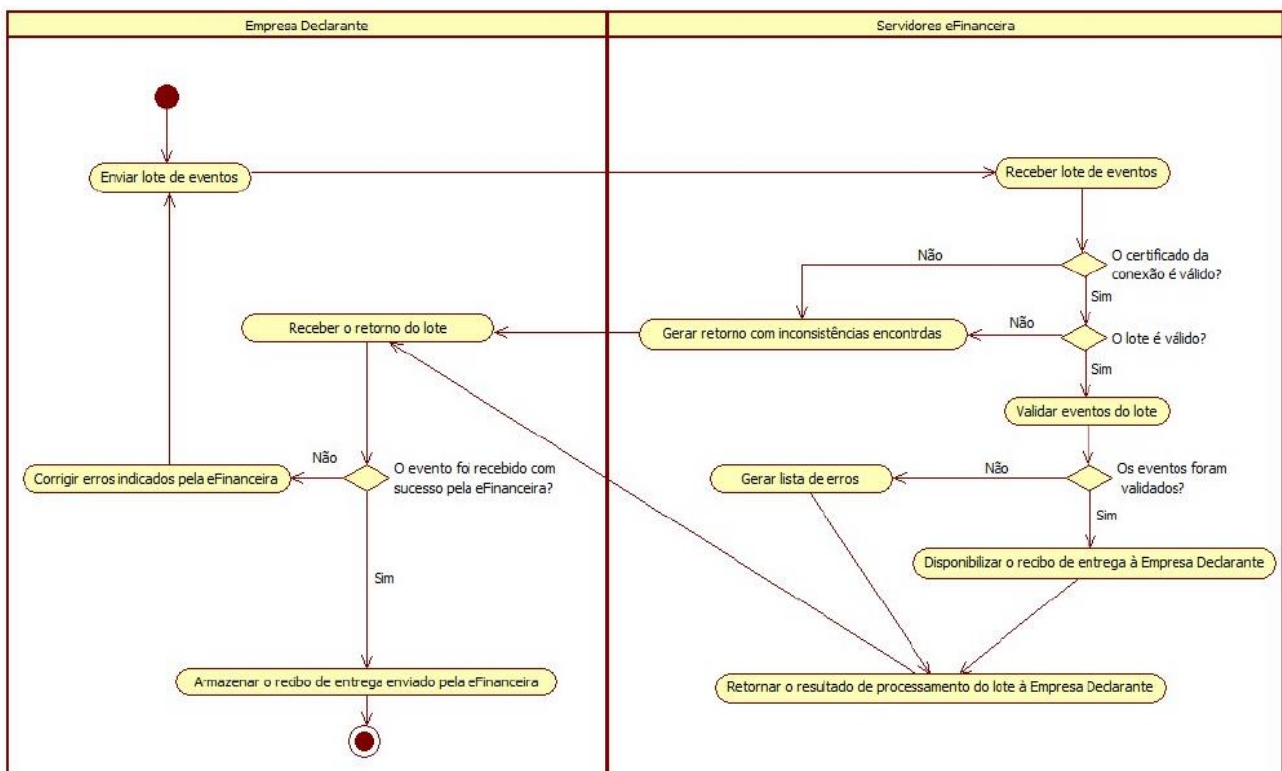 Empresa Declarante
Servidores eFinanceira
Enviar lote de eventos
Receber lote de eventos
Não
O certificado da
conexão é válido?
Sim
Receber o retorno do lote
Gerar retorno com inconsistências encontrdas
Não
O lote é válido?
Sim
Validar eventos do lote
Corrigir erros indicados pela eFinanceira
Não
O evento foi recebido com
sucesso pela eFinanceira?
Gerar lista de erros
Não
Os eventos foram
validados?
Sim
Disponibilizar o recibo de entrega à Empresa Declarante
Sim
Armazenar o recibo de entrega enviado pela eFinanceira
Retornar o resultado de processamento do lote à Empresa Declarante